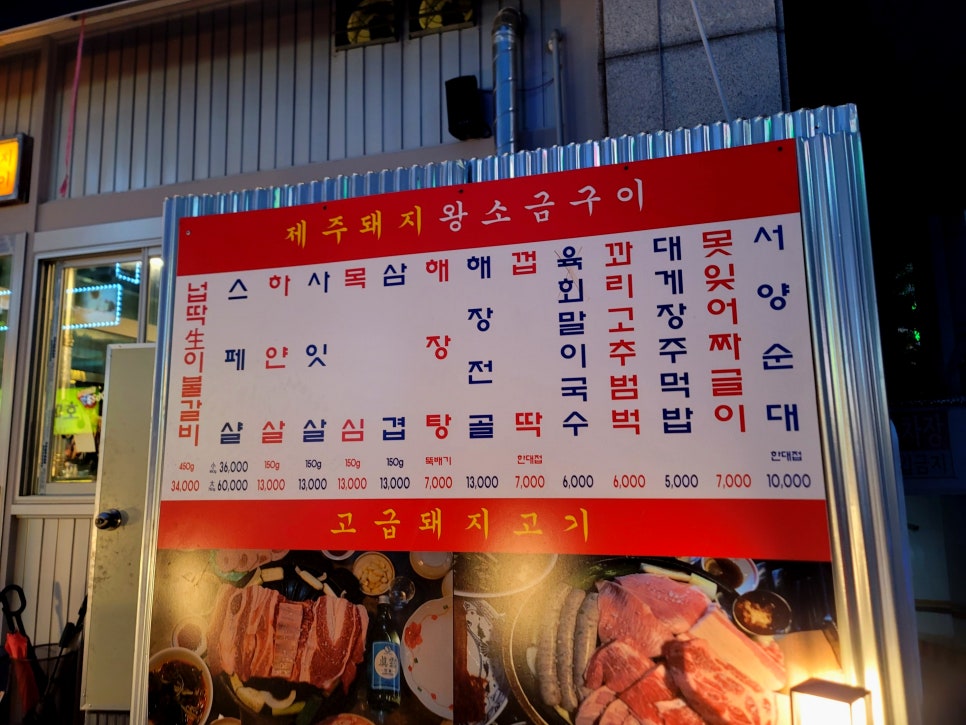 제주돼지왕소금구이
넙딱生이불갈비 450g 34,000
스페샬 36,000 60,000
하얀살 150g 13,000
사잇살 150g 13,000
목심 150g 13,000
삼겹 150g 13,000
해장탕 뚝배기 7,000
해장전골 13,000
껍딱 한대접 7,000
육회말이국수 6,000
꽈리고추범벅 6,000
대게장주먹밥 5,000
못잊어짜글이 7,000
서양순대 한대접 10,000
고급돼지고기